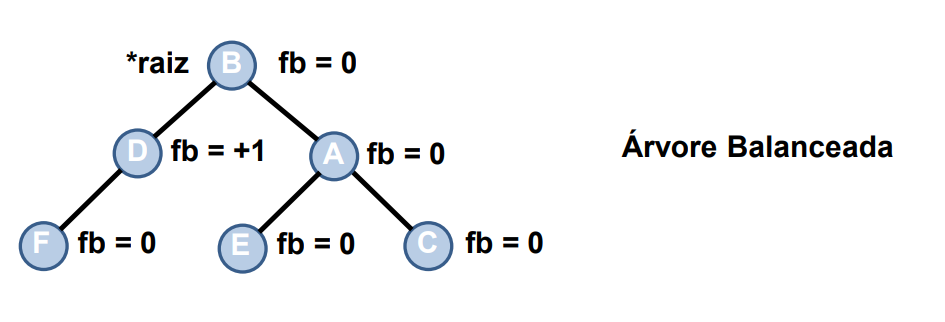 *raiz B fb = 0
D fb = +1 A fb = 0 Árvore Balanceada
F fb = 0 E fb = 0 C fb = 0